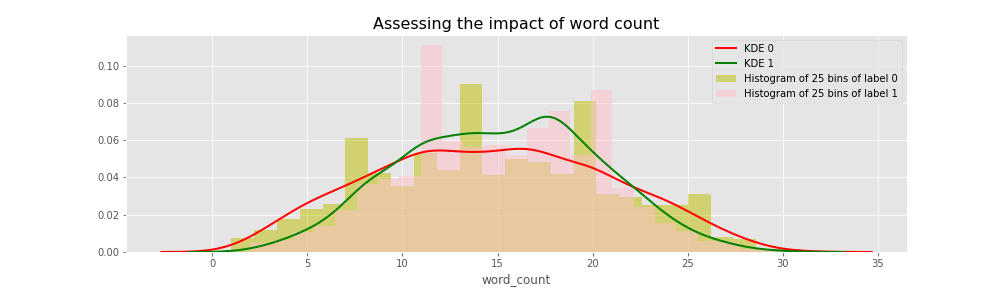 Assessing the impact of word count
KDE 0
KDE 1
Histogram of 25 bins of label 0
Histogram of 25 bins of label 1
0.10
0.08
0.06
0.04
0.02
0.00
0 5 10 15 20 25 30 35
word_count